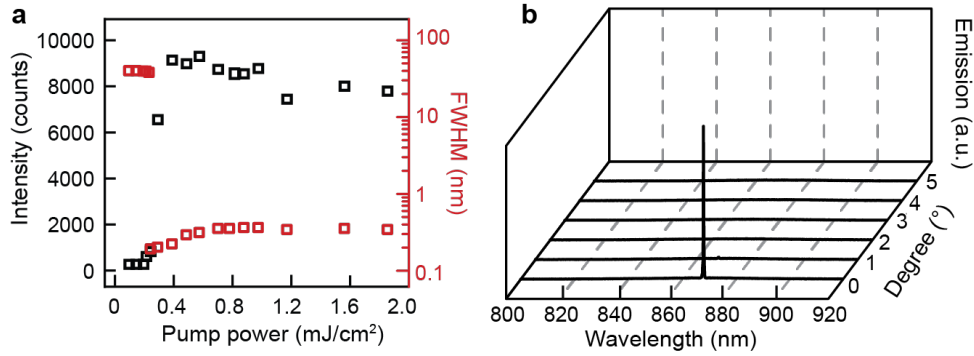 a
10000
8000
6000
4000
2000
0
Intensity (counts)
0
0.4
0.8
1.2
1.6
2.0
Pump power (mJ/cm²)
100
10
1
0.1
FWHM (nm)
b
Emission (a.u.)
5
4
3
2
1
0
Degree (°)
800 820 840 860 880 900 920
Wavelength (nm)